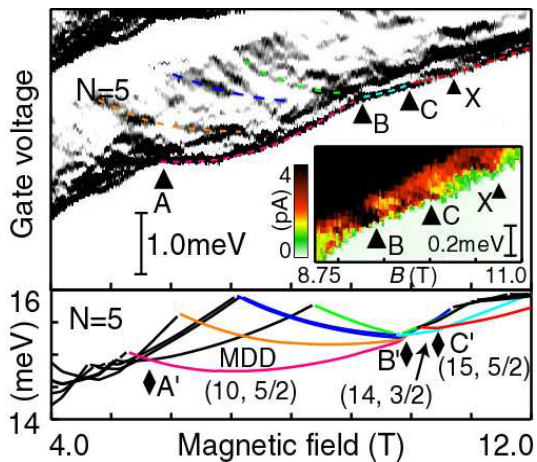 Gate voltage
N=5
A
B
C
X
1.0meV
4
(pA)
0
B
C
X
0.2meV
8.75
B (T)
11.0
16
(meV)
14
N=5
MDD
(10, 5/2)
A'
B'
C'
(14, 3/2)
(15, 5/2)
4.0
Magnetic field (T)
12.0